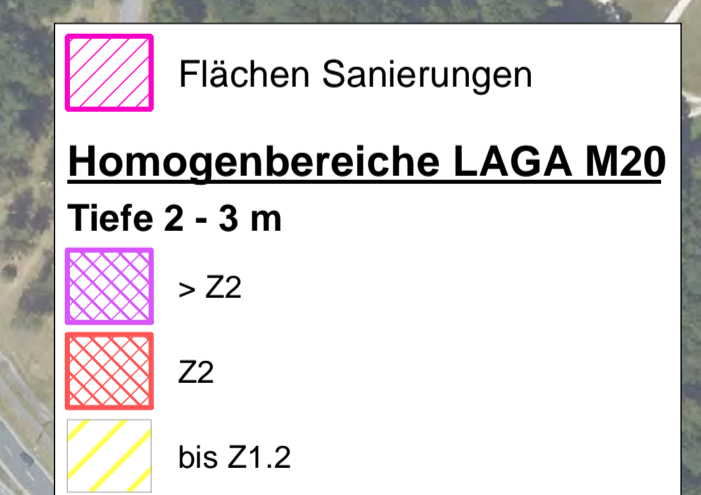 Flächen Sanierungen
Homogenbereiche LAGA M20
Tiefe 2 - 3 m
> Z2
Z2
bis Z1.2